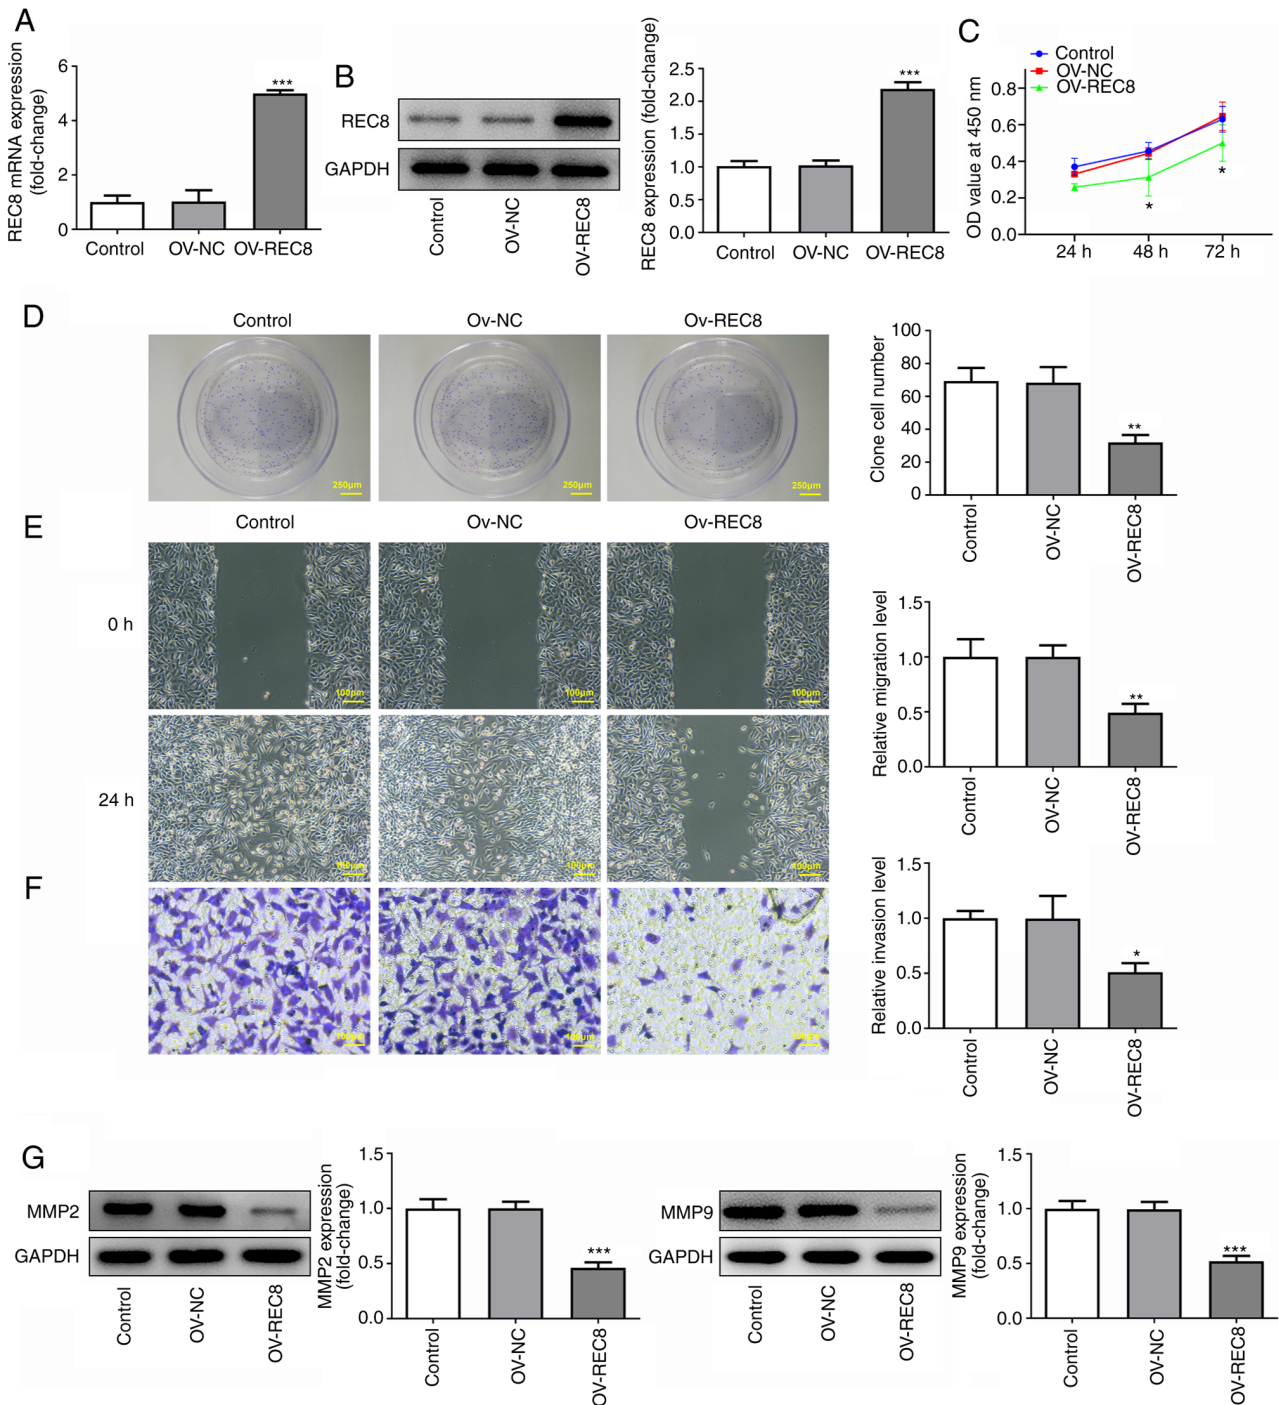 A
REC8 mRNA expression
(fold-change)
6
4
2
0
***
Control
OV-NC
OV-REC8
B
REC8
GAPDH
Control
OV-NC
OV-REC8
REC8 expression (fold-change)
2.5
2.0
1.5
1.0
0.5
0.0
***
Control
OV-NC
OV-REC8
C
Control
OV-NC
OV-REC8
OD value at 450 nm
0.8
0.6
0.4
0.2
0.0
*
*
24 h
48 h
72 h
D
Control
Ov-NC
Ov-REC8
250μm
250μm
250μm
Clone cell number
100
80
60
40
20
0
**
Control
OV-NC
OV-REC8
E
Control
Ov-NC
Ov-REC8
0 h
100μm
100μm
100μm
24 h
100μm
100μm
100μm
Relative migration level
1.5
1.0
0.5
0.0
**
Control
OV-NC
OV-REC8
F
100μm
100μm
100μm
Relative invasion level
1.5
1.0
0.5
0.0
*
Control
OV-NC
OV-REC8
G
MMP2
GAPDH
Control
OV-NC
OV-REC8
MMP2 expression
(fold-change)
1.5
1.0
0.5
0.0
***
Control
OV-NC
OV-REC8
MMP9
GAPDH
Control
OV-NC
OV-REC8
MMP9 expression
(fold-change)
1.5
1.0
0.5
0.0
***
Control
OV-NC
OV-REC8